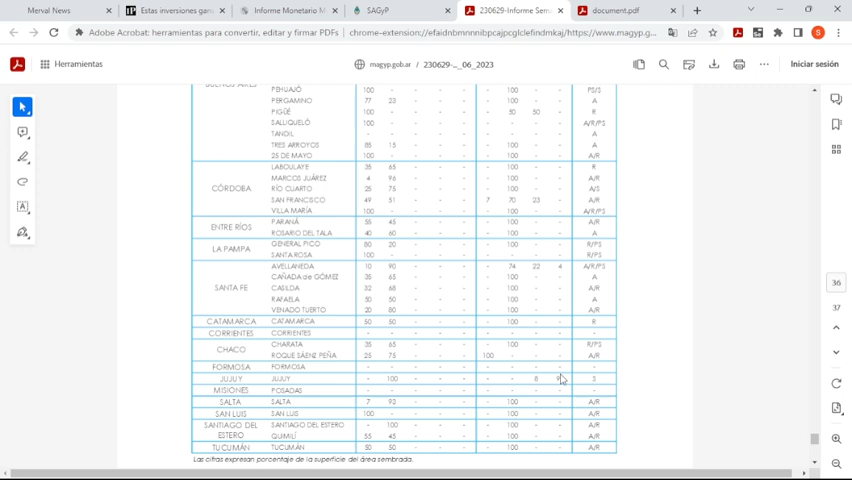 Merval News
Estas inversiones gan
Informe Monetario M
SAGyP
230629-Informe Sem
document.pdf
Adobe Acrobat: herramientas para convertir, editar y firmar PDFs
chrome-extension://efaidnbmnnnibpcajpcglclefindmkaj/https://www.magyp.g...
Herramientas
magyp.gob.ar / 230629-_ 06_2023
Iniciar sesión
PEHUAJÓ 100 - - - - 100 - - PS/S
PERGAMINO 77 23 - - - 100 - - A
PIGÜÉ 100 - - - - 50 50 - R
SALLIQUELÓ 100 - - - - 100 - - A/R/PS
TANDIL - - - - - - - - A
TRES ARROYOS 85 15 - - - 100 - - A
25 DE MAYO 100 - - - - 100 - - A/R
CÓRDOBA
LABOULAYE 35 65 - - - 100 - - R
MARCOS JUÁREZ 4 96 - - - 100 - - A/R
RÍO CUARTO 25 75 - - - 100 - - A/S
SAN FRANCISCO 49 51 - - 7 70 23 - A/R
VILLA MARÍA 100 - - - - 100 - - A/R/PS
ENTRE RÍOS
PARANÁ 55 45 - - - 100 - - A/R
ROSARIO DEL TALA 40 60 - - - 100 - - A
LA PAMPA
GENERAL PICO 80 20 - - - 100 - - R/PS
SANTA ROSA 100 - - - - - - - R/PS
SANTA FE
AVELLANEDA 10 90 - - - 74 22 4 A/R/PS
CAÑADA de GÓMEZ 35 65 - - - 100 - - A
CASILDA 32 68 - - - 100 - - A/R
RAFAELA 50 50 - - - 100 - - A
VENADO TUERTO 20 80 - - - 100 - - A/R
CATAMARCA CATAMARCA 50 50 - - - 100 - - R
CORRIENTES CORRIENTES - - - - - - - - -
CHACO
CHARATA 35 65 - - - 100 - - R/PS
ROQUE SÁENZ PEÑA 25 75 - - 100 - - - A/R
FORMOSA FORMOSA - - - - - - - - -
JUJUY JUJUY - 100 - - - - 8 3
MISIONES POSADAS - - - - - - - - -
SALTA SALTA 7 93 - - - 100 - - A/R
SAN LUIS SAN LUIS 100 - - - - 100 - - A/R
SANTIAGO DEL ESTERO
SANTIAGO DEL ESTERO - 100 - - - 100 - - A/R
QUIMILÍ 55 45 - - - 100 - - A/R
TUCUMÁN TUCUMÁN 50 50 - - - 100 - - A/R
Las cifras expresan porcentaje de la superficie del área sembrada.
36
37